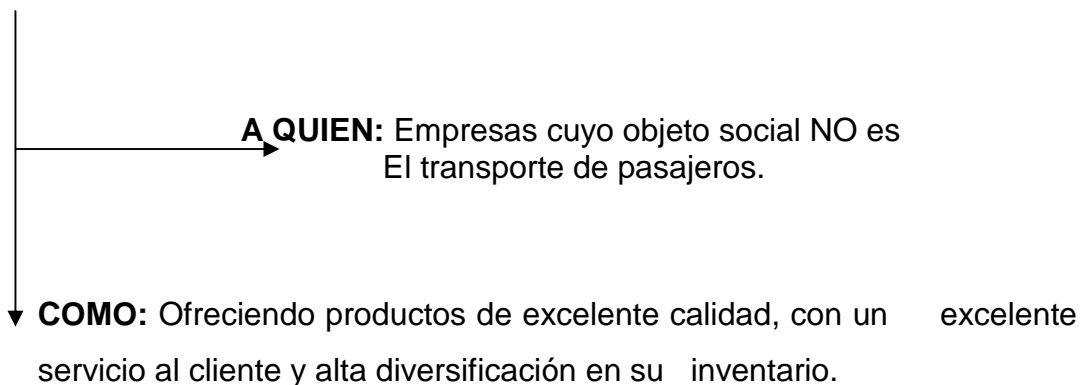 A QUIEN: Empresas cuyo objeto social NO es
El transporte de pasajeros.
COMO: Ofreciendo productos de excelente calidad, con un excelente
servicio al cliente y alta diversificación en su inventario.